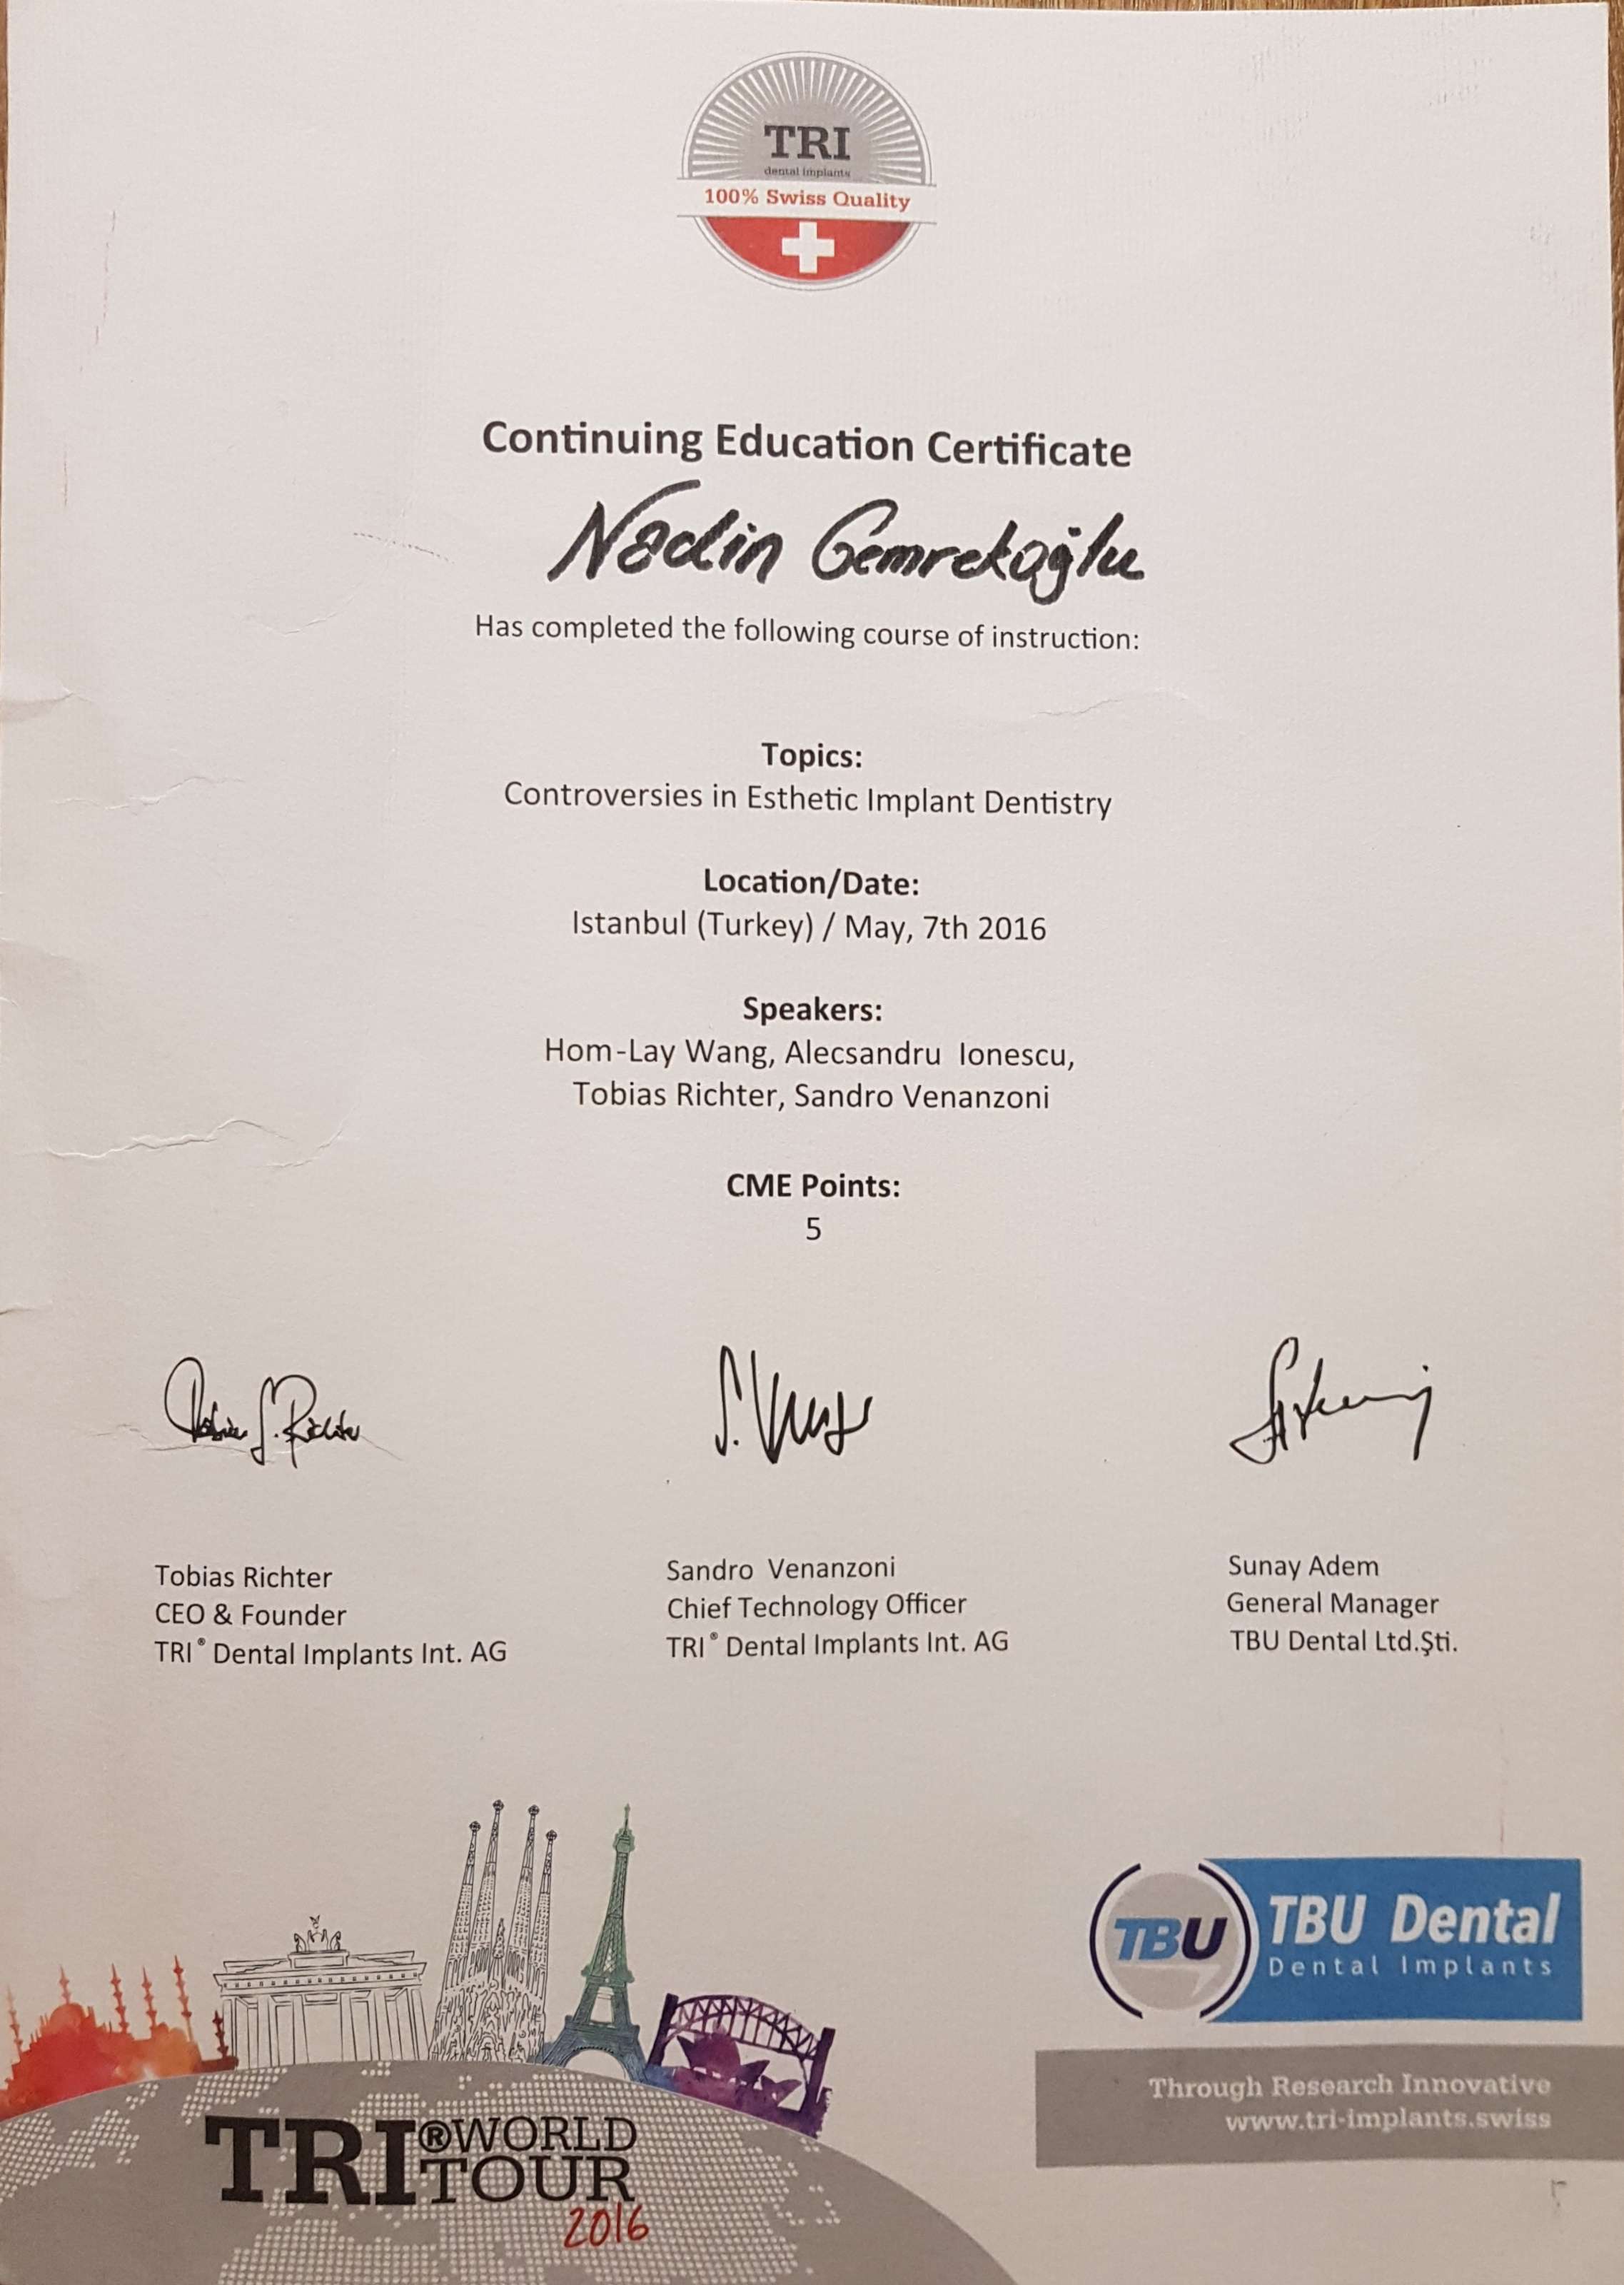 TRI
dental implants
100% Swiss Quality
Continuing Education Certificate
Nadin Gemrekoğlu
Has completed the following course of instruction:
Topics:
Controversies in Esthetic Implant Dentistry
Location/Date:
Istanbul (Turkey) / May, 7th 2016
Speakers:
Hom-Lay Wang, Alecsandru Ionescu,
Tobias Richter, Sandro Venanzoni
CME Points:
5
Tobias Richter
CEO & Founder
TRI® Dental Implants Int. AG
Sandro Venanzoni
Chief Technology Officer
TRI® Dental Implants Int. AG
Sunay Adem
General Manager
TBU Dental Ltd.Şti.
TBU
TBU Dental
Dental Implants
Through Research Innovative
www.tri-implants.swiss
TRI®WORLD
TOUR
2016